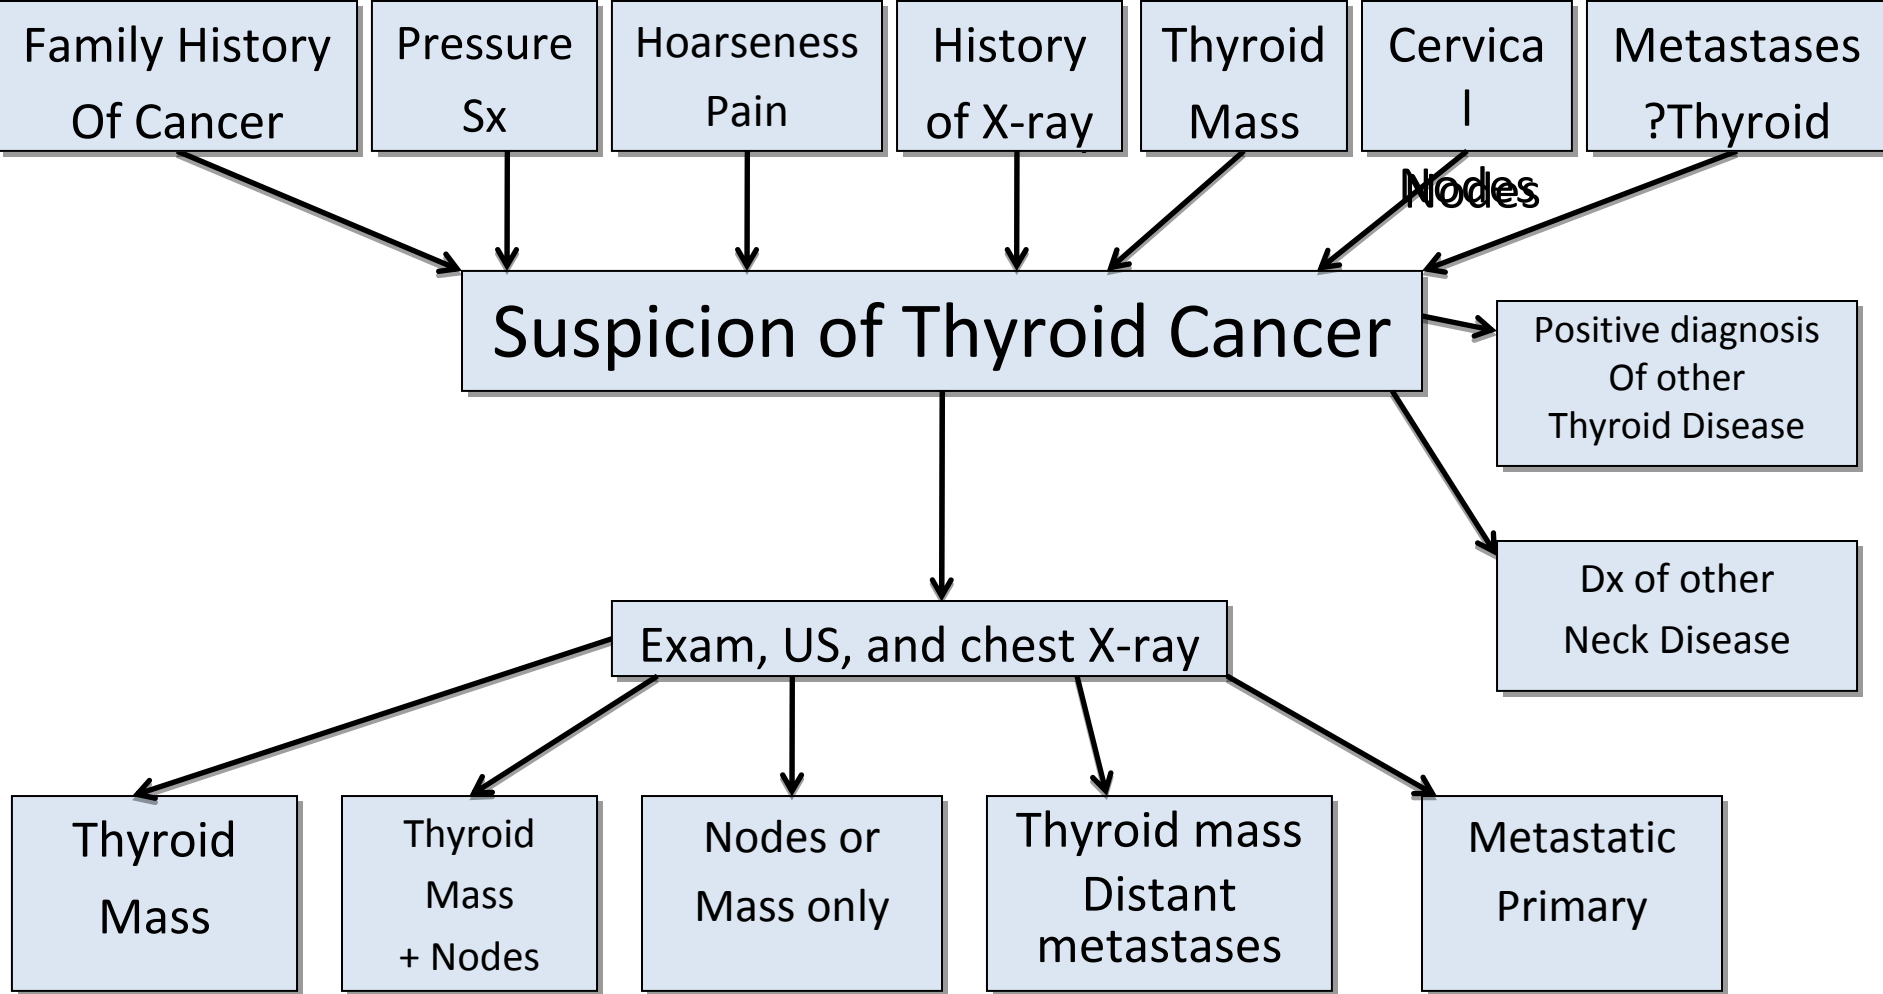 Family History
Of Cancer
Pressure
Sx
Hoarseness
Pain
History
of X-ray
Thyroid
Mass
Cervica
l
Nodes
Metastases
?Thyroid
Suspicion of Thyroid Cancer
Positive diagnosis
Of other
Thyroid Disease
Dx of other
Neck Disease
Exam, US, and chest X-ray
Thyroid
Mass
Thyroid
Mass
+ Nodes
Nodes or
Mass only
Thyroid mass
Distant
metastases
Metastatic
Primary